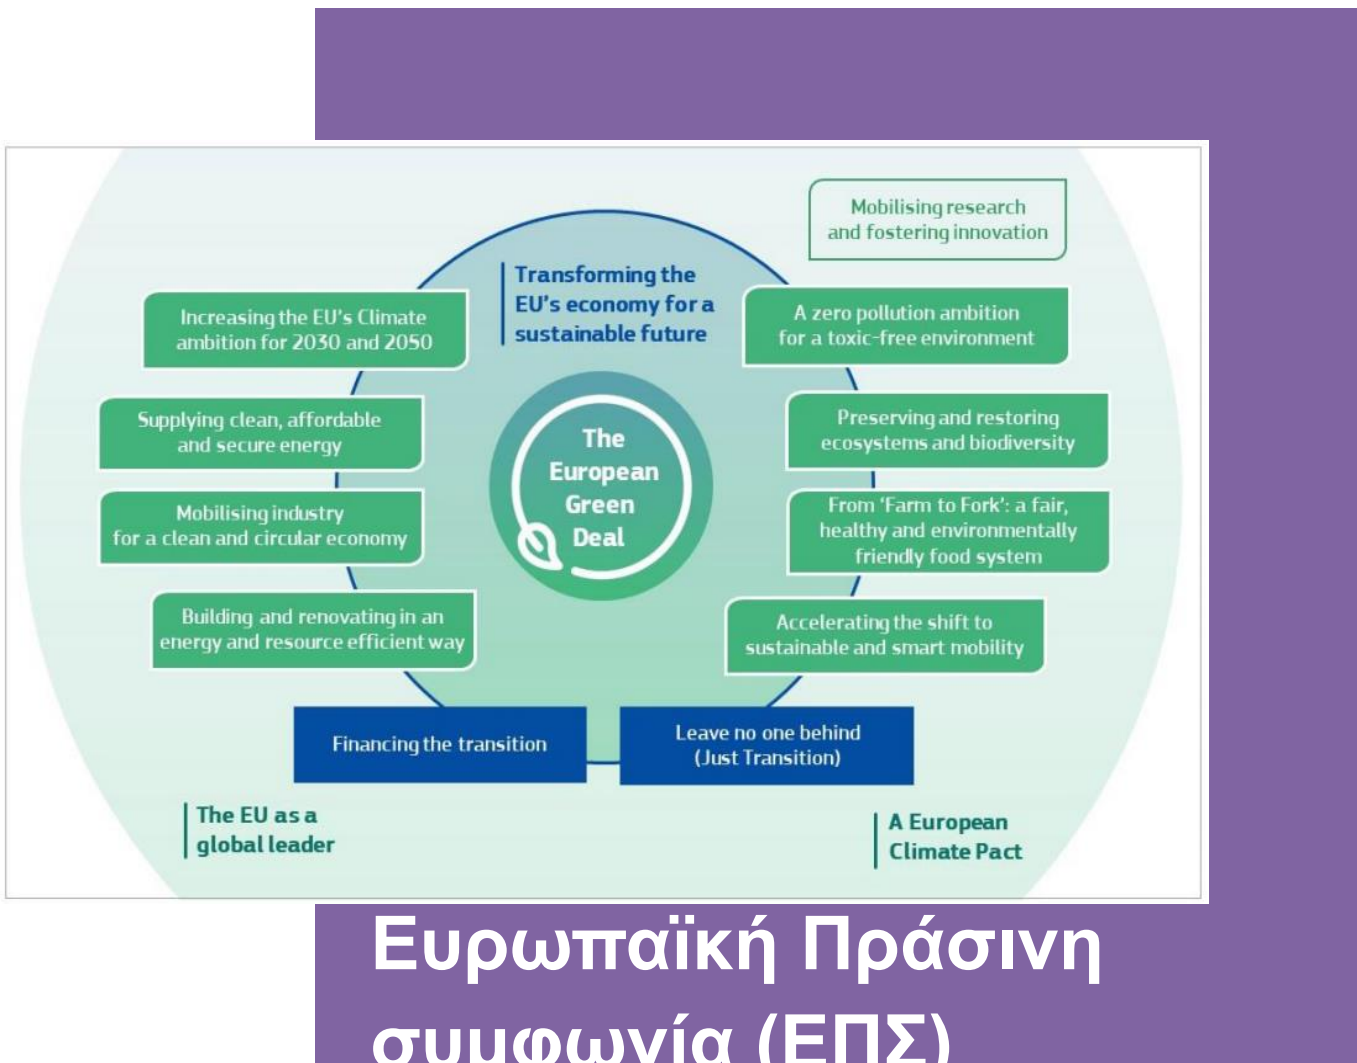 Mobilising research
and fostering innovation
Transforming the
EU's economy for a
sustainable future
Increasing the EU's Climate
ambition for 2030 and 2050
A zero pollution ambition
for a toxic-free environment
Supplying clean, affordable
and secure energy
Preserving and restoring
ecosystems and biodiversity
The
European
Green
Deal
Mobilising industry
for a clean and circular economy
From ‘Farm to Fork’: a fair,
healthy and environmentally
friendly food system
Building and renovating in an
energy and resource efficient way
Accelerating the shift to
sustainable and smart mobility
Financing the transition
Leave no one behind
(Just Transition)
The EU as a
global leader
A European
Climate Pact
Ευρωπαϊκή Πράσινη
συμφωνία (ΕΠΣ)